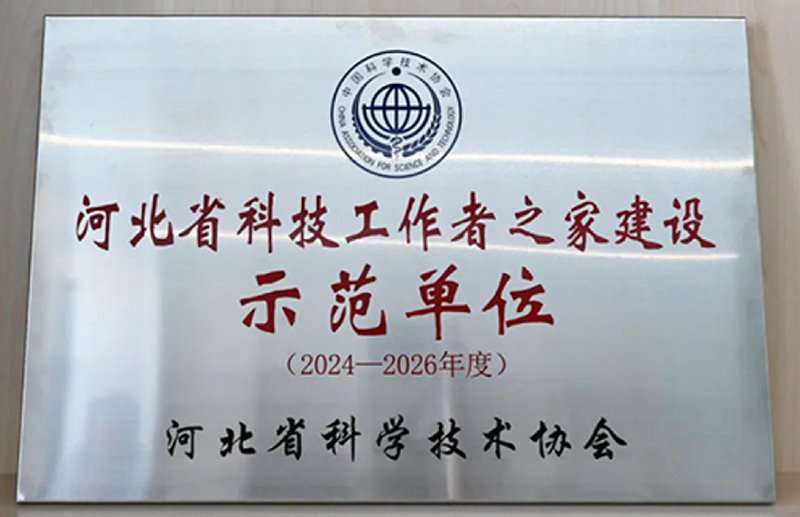 中国科学技术协会
CHINA ASSOCIATION FOR SCIENCE AND TECHNOLOGY
河北省科技工作者之家建设
示范单位
（2024—2026年度）
河北省科学技术协会